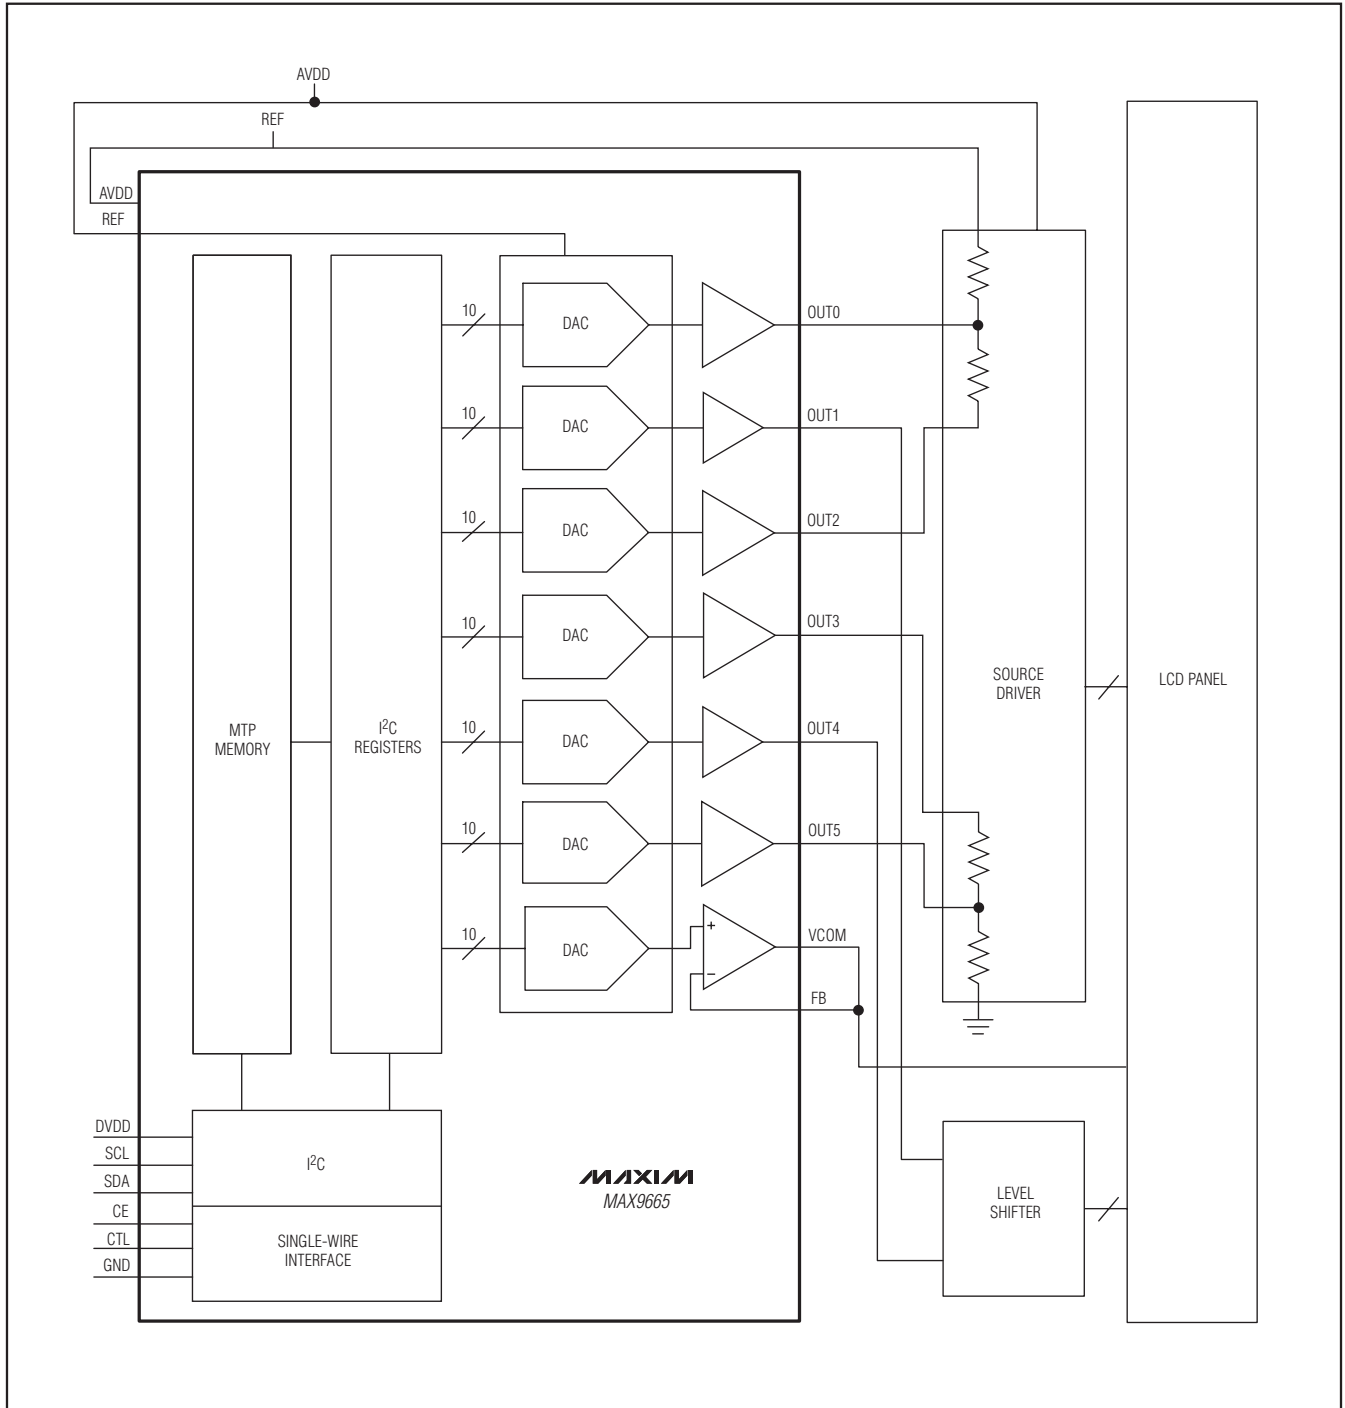 AVDD
REF
AVDD
REF
10
DAC
OUT0
10
DAC
OUT1
10
DAC
OUT2
10
DAC
OUT3
SOURCE
DRIVER
LCD PANEL
MTP
MEMORY
I²C
REGISTERS
10
DAC
OUT4
10
DAC
OUT5
10
DAC
+
−
VCOM
FB
DVDD
SCL
SDA
CE
CTL
GND
I²C
SINGLE-WIRE
INTERFACE
MAXIM
MAX9665
LEVEL
SHIFTER